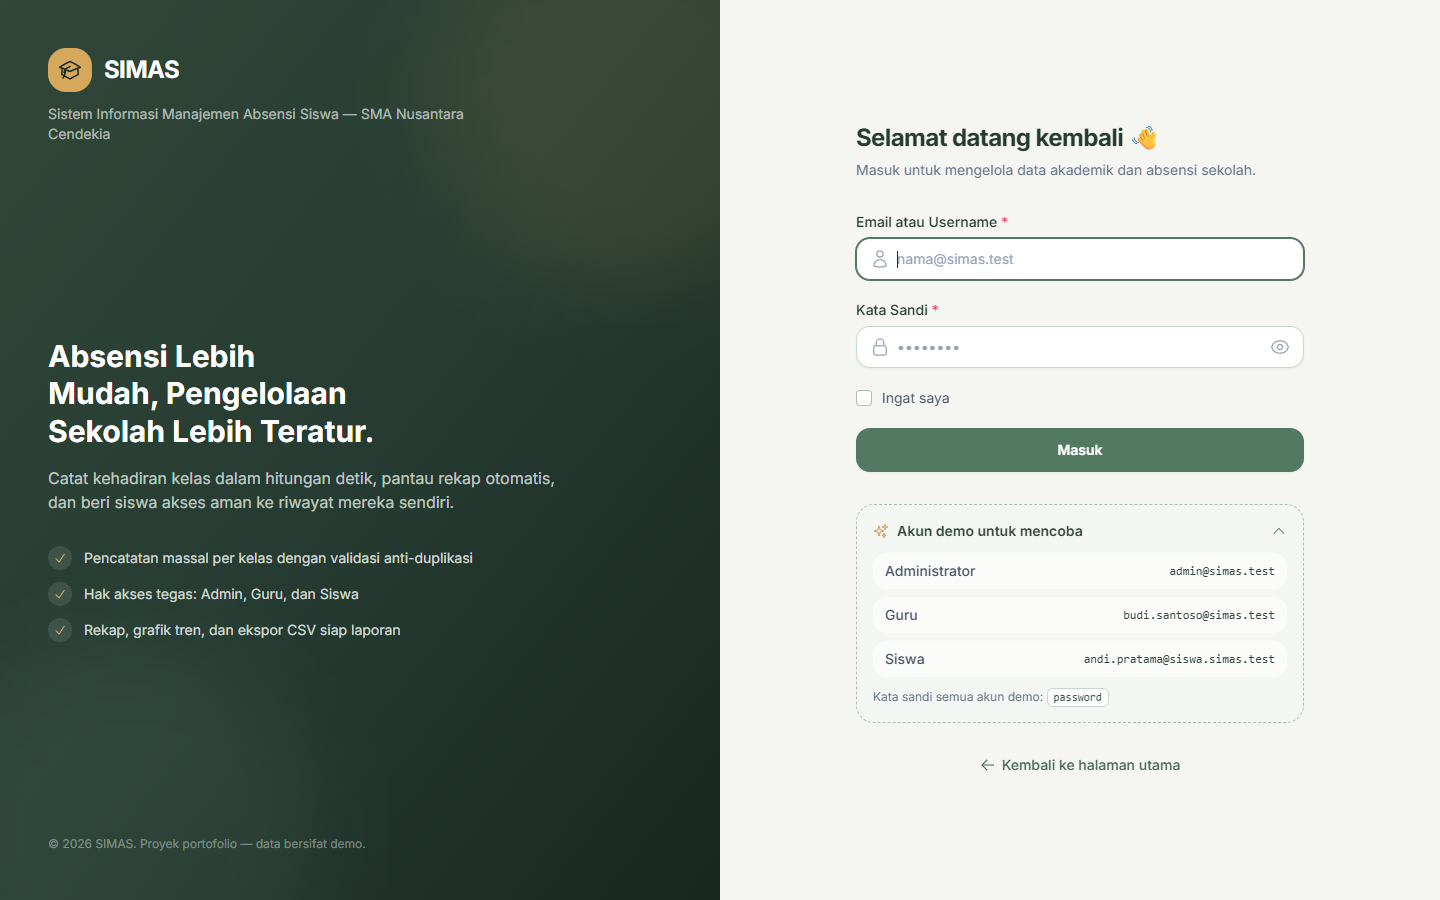 SIMAS
Sistem Informasi Manajemen Absensi Siswa — SMA Nusantara
Cendekia
Absensi Lebih
Mudah, Pengelolaan
Sekolah Lebih Teratur.
Catat kehadiran kelas dalam hitungan detik, pantau rekap otomatis,
dan beri siswa akses aman ke riwayat mereka sendiri.
Pencatatan massal per kelas dengan validasi anti-duplikasi
Hak akses tegas: Admin, Guru, dan Siswa
Rekap, grafik tren, dan ekspor CSV siap laporan
© 2026 SIMAS. Proyek portofolio — data bersifat demo.
Selamat datang kembali 👋
Masuk untuk mengelola data akademik dan absensi sekolah.
Email atau Username *
nama@simas.test
Kata Sandi *
••••••••
Ingat saya
Masuk
Akun demo untuk mencoba
Administrator admin@simas.test
Guru budi.santoso@simas.test
Siswa andi.pratama@siswa.simas.test
Kata sandi semua akun demo: password
← Kembali ke halaman utama